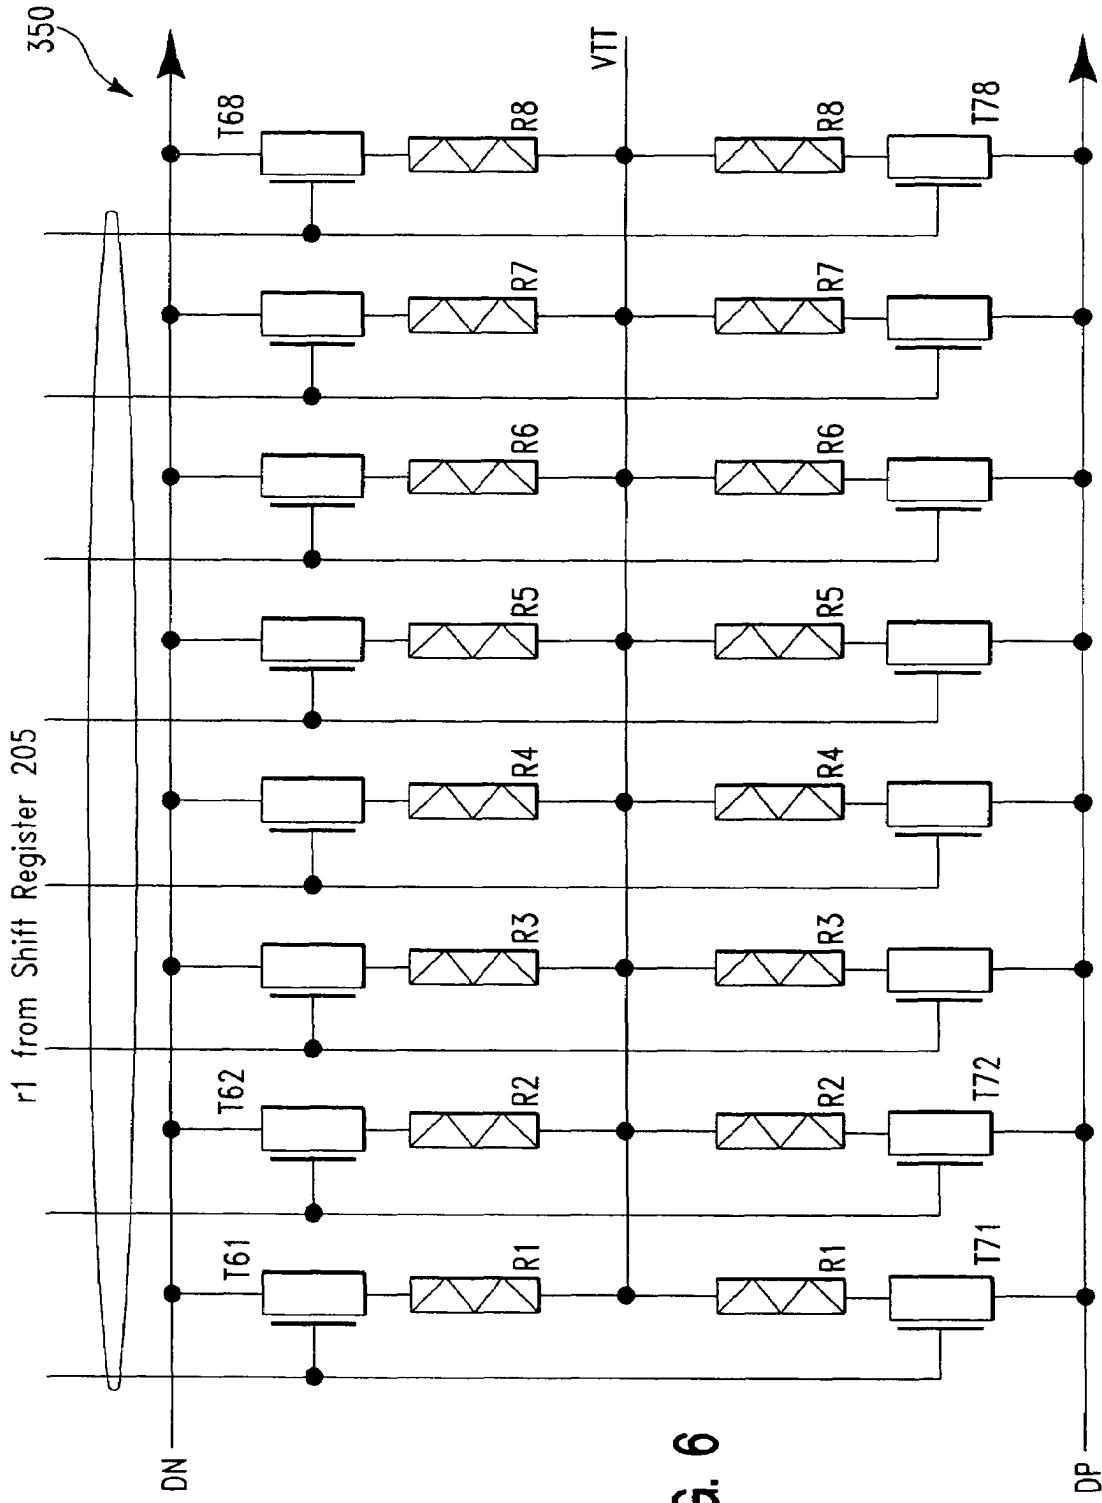 350
r1 from Shift Register 205
DN
T61
T62
T68
R1
R2
R3
R4
R5
R6
R7
R8
VTT
R1
R2
R3
R4
R5
R6
R7
R8
T71
T72
T78
DP
6